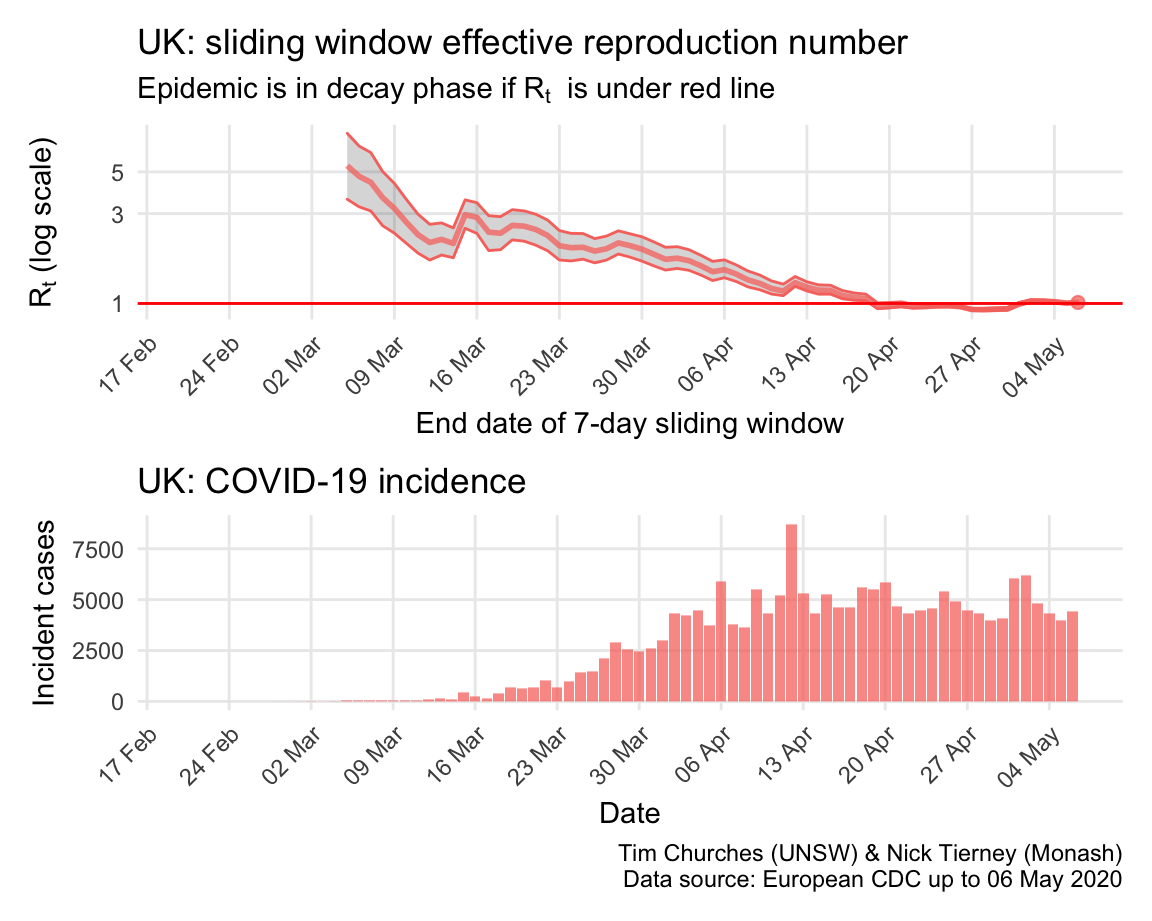 UK: sliding window effective reproduction number
Epidemic is in decay phase if Rt is under red line
Rt (log scale)
5
3
1
17 Feb
24 Feb
02 Mar
09 Mar
16 Mar
23 Mar
30 Mar
06 Apr
13 Apr
20 Apr
27 Apr
04 May
End date of 7-day sliding window
UK: COVID-19 incidence
Incident cases
7500
5000
2500
0
17 Feb
24 Feb
02 Mar
09 Mar
16 Mar
23 Mar
30 Mar
06 Apr
13 Apr
20 Apr
27 Apr
04 May
Date
Tim Churches (UNSW) & Nick Tierney (Monash)
Data source: European CDC up to 06 May 2020